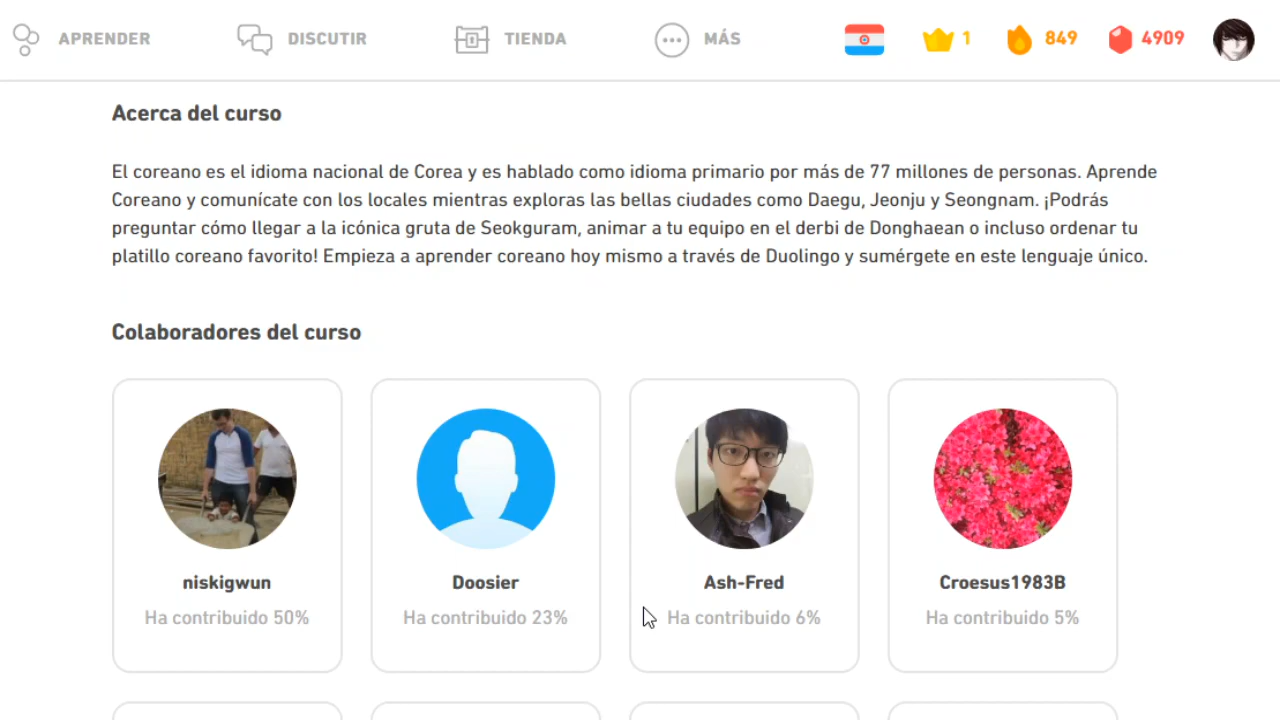 APRENDER DISCUTIR TIENDA MÁS 1 849 4909
Acerca del curso
El coreano es el idioma nacional de Corea y es hablado como idioma primario por más de 77 millones de personas. Aprende
Coreano y comunícate con los locales mientras exploras las bellas ciudades como Daegu, Jeonju y Seongnam. ¡Podrás
preguntar cómo llegar a la icónica gruta de Seokguram, animar a tu equipo en el derbi de Donghaean o incluso ordenar tu
platillo coreano favorito! Empieza a aprender coreano hoy mismo a través de Duolingo y sumérgete en este lenguaje único.
Colaboradores del curso
niskigwun Doosier Ash-Fred Croesus1983B
Ha contribuido 50% Ha contribuido 23% Ha contribuido 6% Ha contribuido 5%